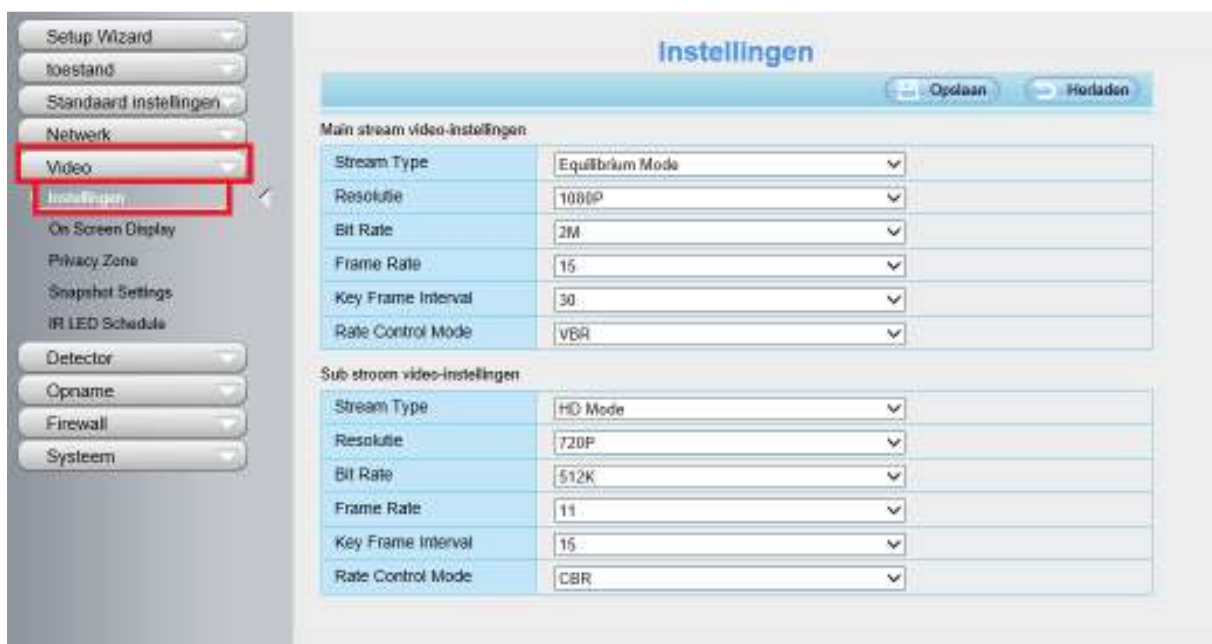 Setup Wizard
toestand
Standaard instellingen
Netwerk
Video
Instellingen
On Screen Display
Privacy Zone
Snapshot Settings
IR LED Schedule
Detector
Opname
Firewall
Systeem
Instellingen
Opslaan
Herladen
Main stream video-instellingen
Stream Type Equilibrium Mode
Resolutie 1080P
Bit Rate 2M
Frame Rate 15
Key Frame Interval 30
Rate Control Mode VBR
Sub stroom video-instellingen
Stream Type HD Mode
Resolutie 720P
Bit Rate 512K
Frame Rate 11
Key Frame Interval 15
Rate Control Mode CBR